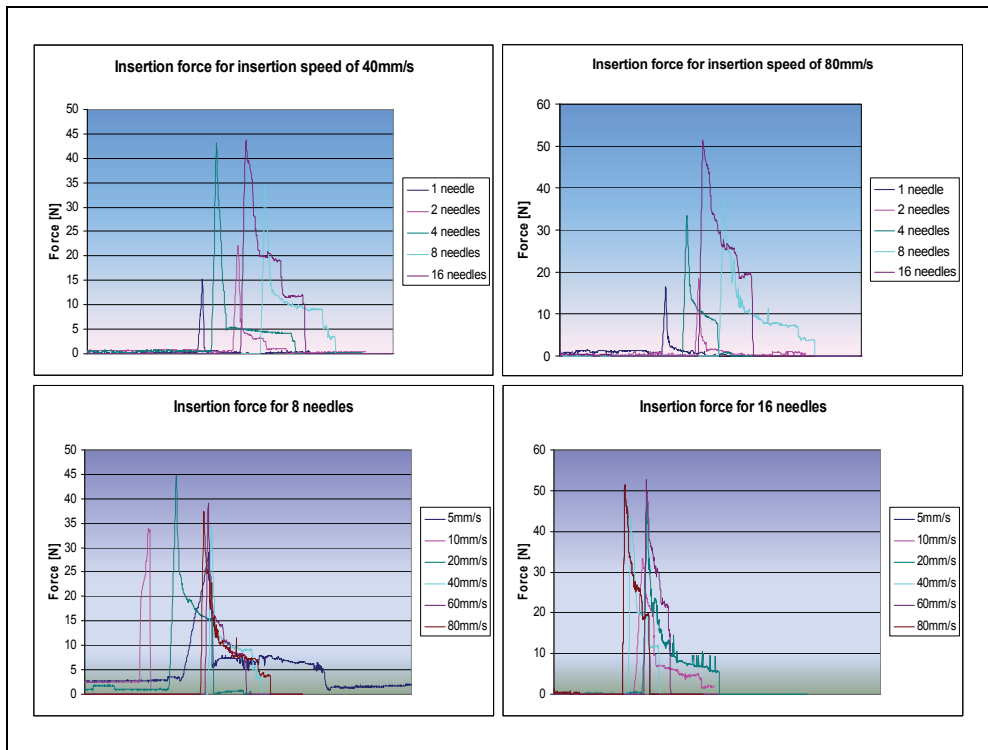 Insertion force for insertion speed of 40mm/s
50
45
40
35
30
25
20
15
10
5
0
Force [N]
1 needle
2 needles
4 needles
8 needles
16 needles
Insertion force for insertion speed of 80mm/s
60
50
40
30
20
10
0
Force [N]
1 needle
2 needles
4 needles
8 needles
16 needles
Insertion force for 8 needles
50
45
40
35
30
25
20
15
10
5
0
Force [N]
5mm/s
10mm/s
20mm/s
40mm/s
60mm/s
80mm/s
Insertion force for 16 needles
60
50
40
30
20
10
0
Force [N]
5mm/s
10mm/s
20mm/s
40mm/s
60mm/s
80mm/s